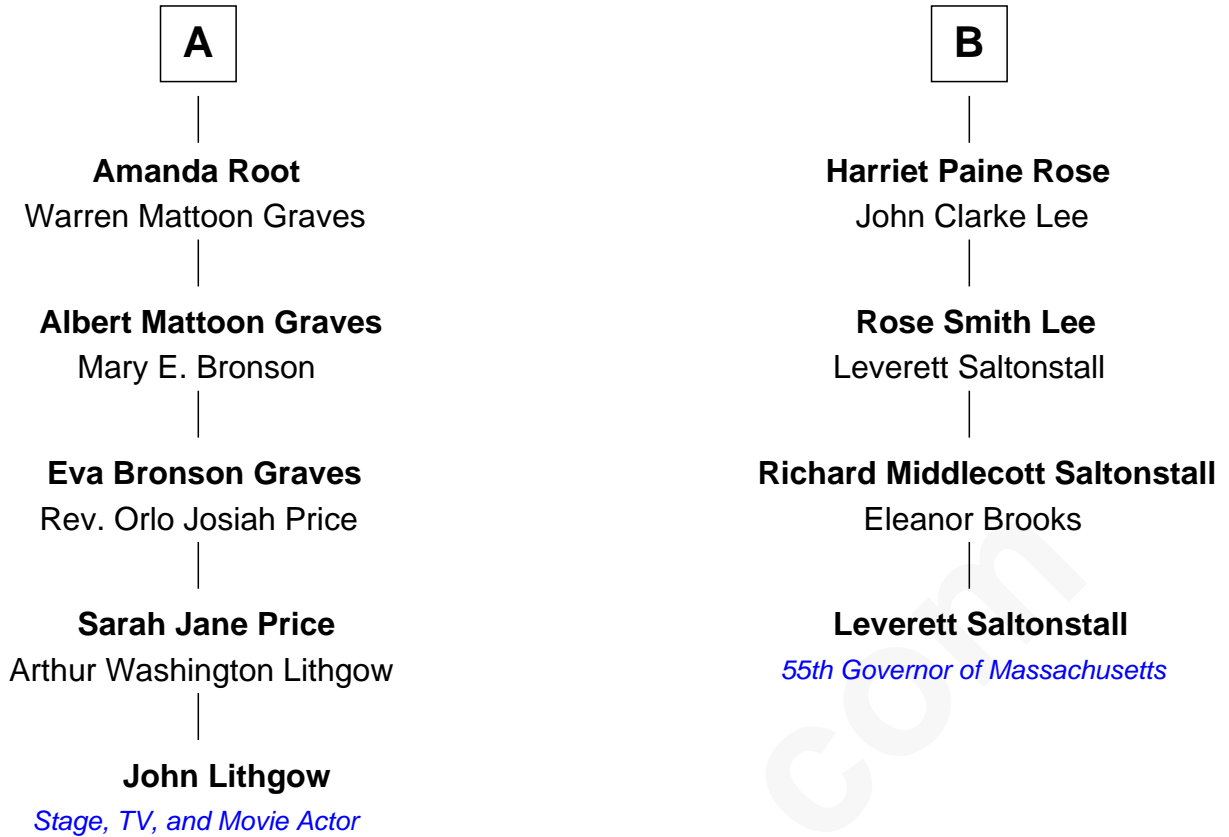 A
Amanda Root
Warren Mattoon Graves
Albert Mattoon Graves
Mary E. Bronson
Eva Bronson Graves
Rev. Orlo Josiah Price
Sarah Jane Price
Arthur Washington Lithgow
John Lithgow
Stage, TV, and Movie Actor
B
Harriet Paine Rose
John Clarke Lee
Rose Smith Lee
Leverett Saltonstall
Richard Middlecott Saltonstall
Eleanor Brooks
Leverett Saltonstall
55th Governor of Massachusetts
com